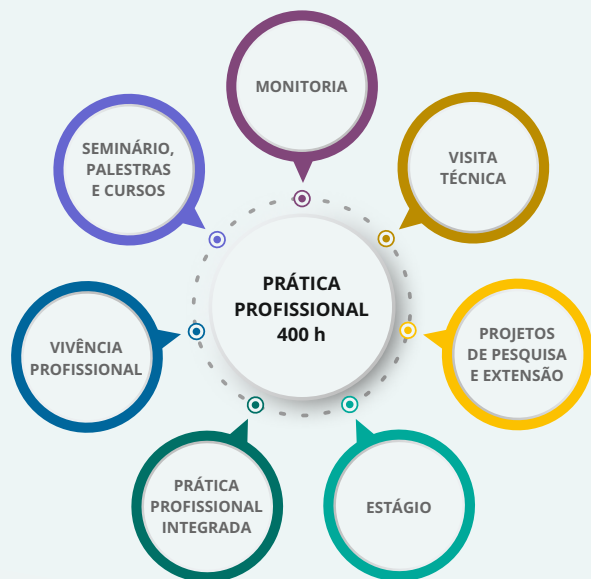 MONITORIA
VISITA
TÉCNICA
PROJETOS
DE PESQUISA
E EXTENSÃO
ESTÁGIO
PRÁTICA
PROFISSIONAL
INTEGRADA
VIVÊNCIA
PROFISSIONAL
SEMINÁRIO,
PALESTRAS
E CURSOS
PRÁTICA
PROFISSIONAL
400 h